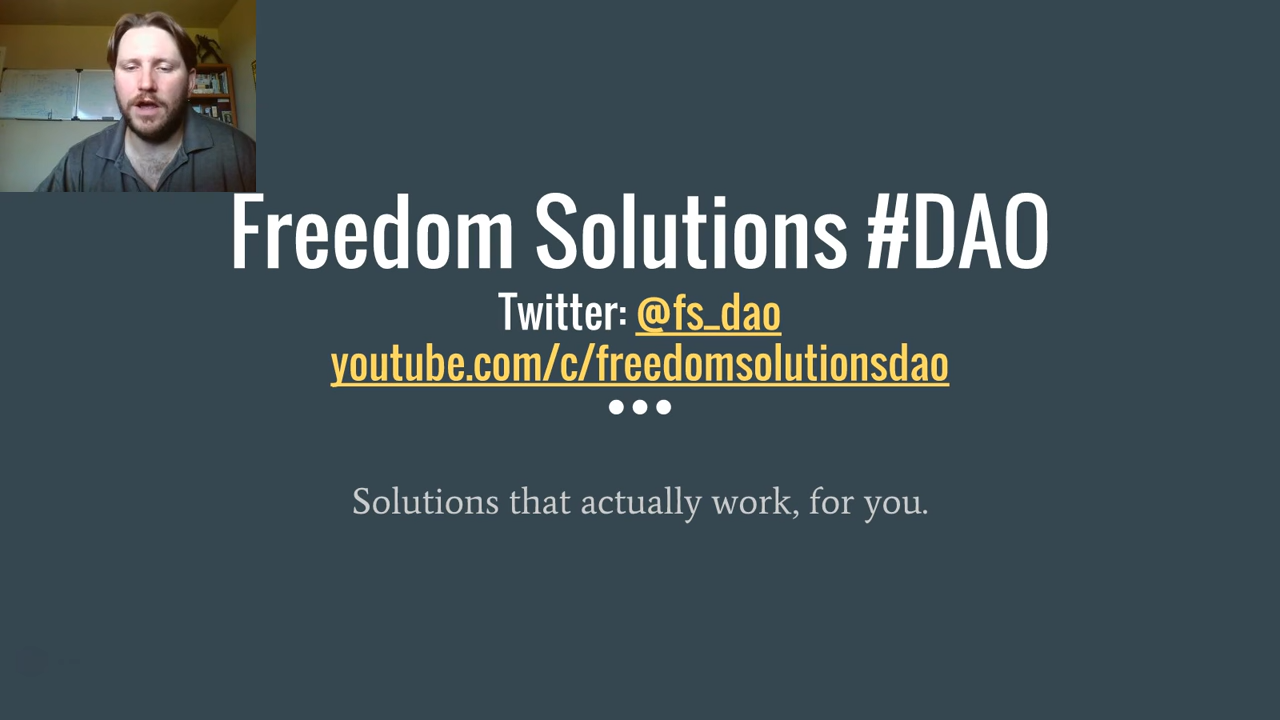 Freedom Solutions #DAO
Twitter: @fs_dao
youtube.com/c/freedomsolutionsdao
Solutions that actually work, for you.